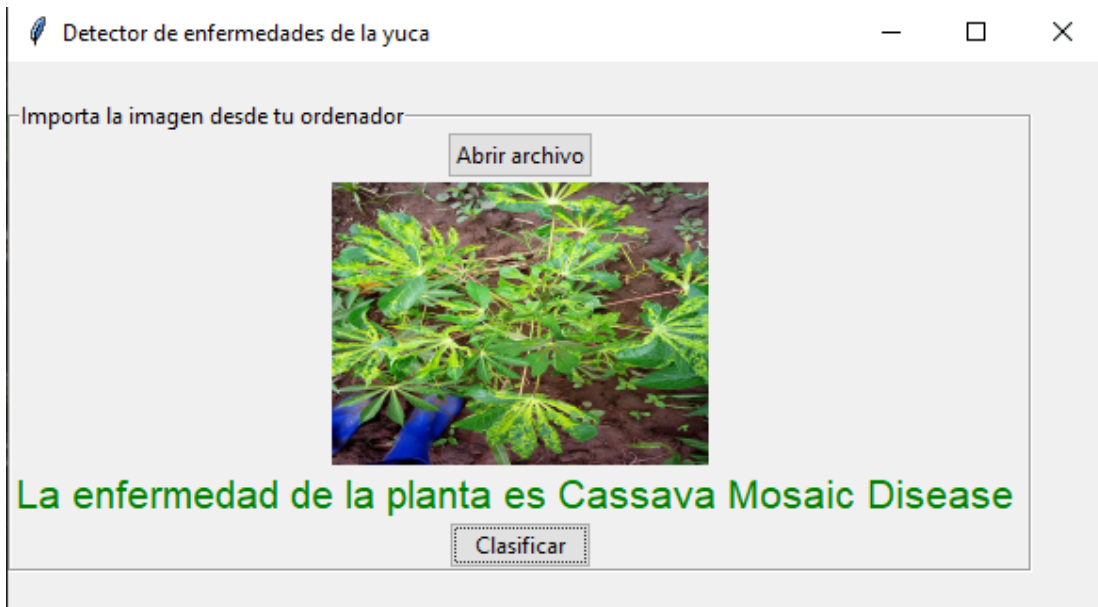 Detector de enfermedades de la yuca
Importa la imagen desde tu ordenador
Abrir archivo
La enfermedad de la planta es Cassava Mosaic Disease
Clasificar